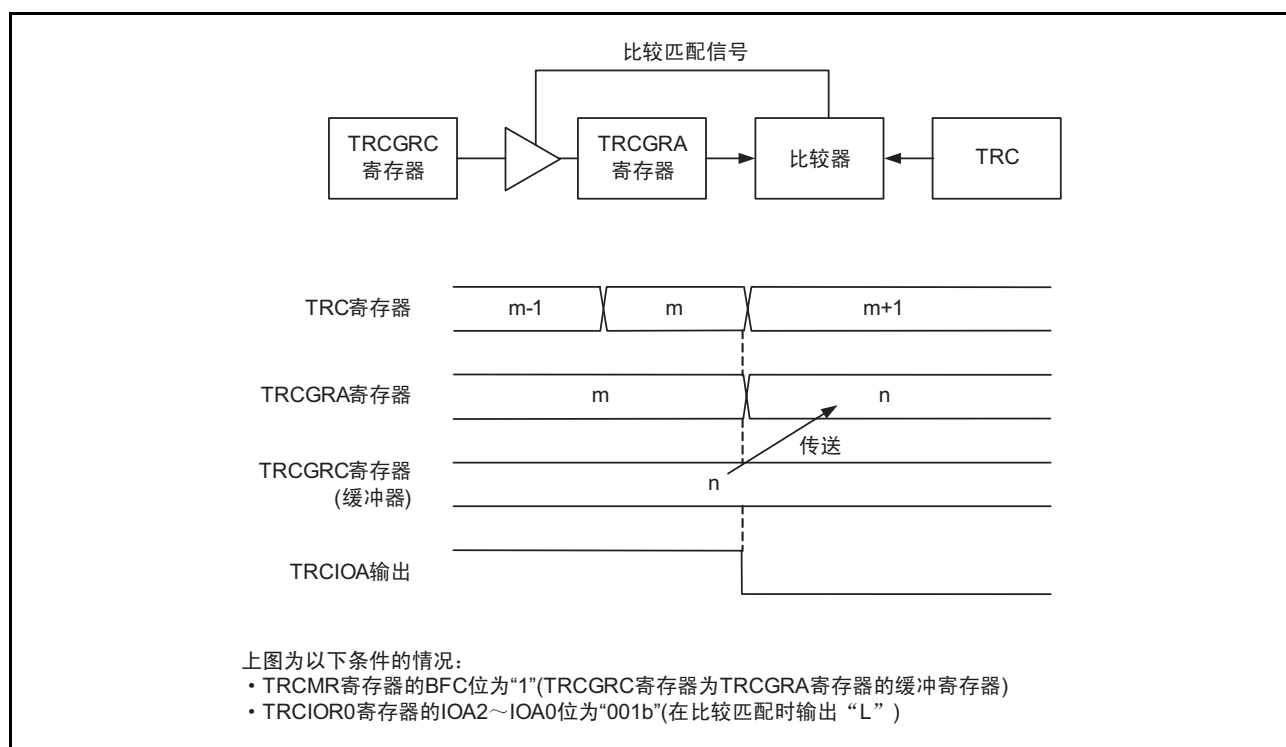 比较匹配信号
TRCGRC
寄存器
TRCGRA
寄存器
比较器
TRC
TRC寄存器
m-1
m
m+1
TRCGRA寄存器
m
n
传送
TRCGRC寄存器
(缓冲器)
n
TRCIOA输出
上图为以下条件的情况：
・TRCMR寄存器的BFC位为“1”(TRCGRC寄存器为TRCGRA寄存器的缓冲寄存器)
・TRCIOR0寄存器的IOA2～IOA0位为“001b”(在比较匹配时输出“L”)